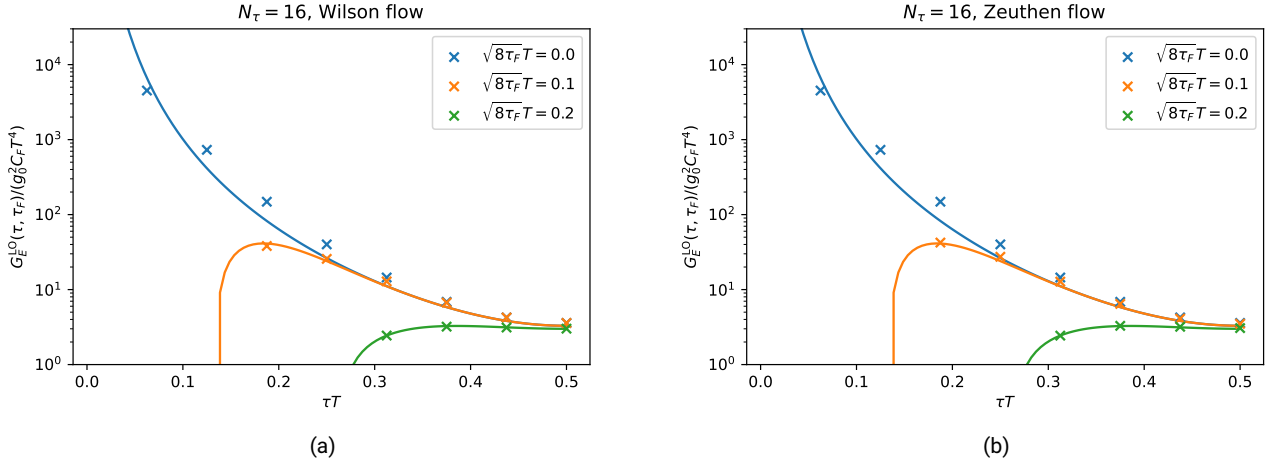 N_τ = 16, Wilson flow
G_E^LO(τ, τ_F)/(g_0^2 C_F T^4)
10^4
10^3
10^2
10^1
10^0
√8τ_F T = 0.0
√8τ_F T = 0.1
√8τ_F T = 0.2
0.0 0.1 0.2 0.3 0.4 0.5
τT
(a)
N_τ = 16, Zeuthen flow
G_E^LO(τ, τ_F)/(g_0^2 C_F T^4)
10^4
10^3
10^2
10^1
10^0
√8τ_F T = 0.0
√8τ_F T = 0.1
√8τ_F T = 0.2
0.0 0.1 0.2 0.3 0.4 0.5
τT
(b)